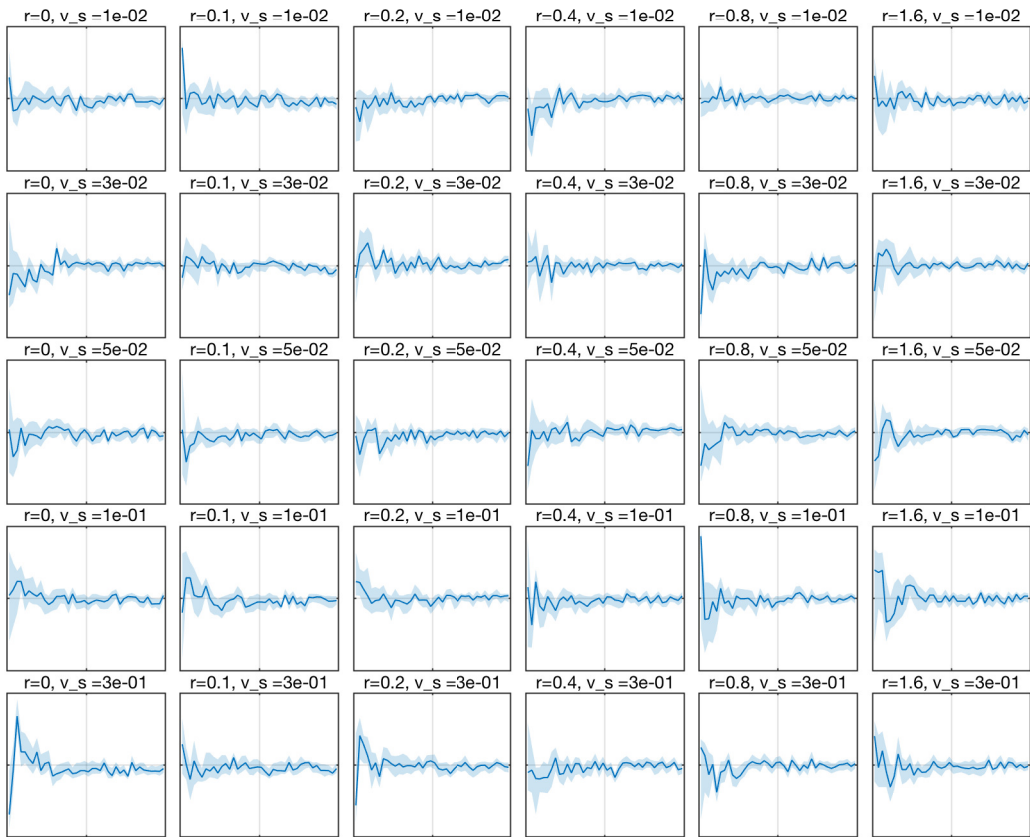 r=0, v_s =1e-02 r=0.1, v_s =1e-02 r=0.2, v_s =1e-02 r=0.4, v_s =1e-02 r=0.8, v_s =1e-02 r=1.6, v_s =1e-02
r=0, v_s =3e-02 r=0.1, v_s =3e-02 r=0.2, v_s =3e-02 r=0.4, v_s =3e-02 r=0.8, v_s =3e-02 r=1.6, v_s =3e-02
r=0, v_s =5e-02 r=0.1, v_s =5e-02 r=0.2, v_s =5e-02 r=0.4, v_s =5e-02 r=0.8, v_s =5e-02 r=1.6, v_s =5e-02
r=0, v_s =1e-01 r=0.1, v_s =1e-01 r=0.2, v_s =1e-01 r=0.4, v_s =1e-01 r=0.8, v_s =1e-01 r=1.6, v_s =1e-01
r=0, v_s =3e-01 r=0.1, v_s =3e-01 r=0.2, v_s =3e-01 r=0.4, v_s =3e-01 r=0.8, v_s =3e-01 r=1.6, v_s =3e-01